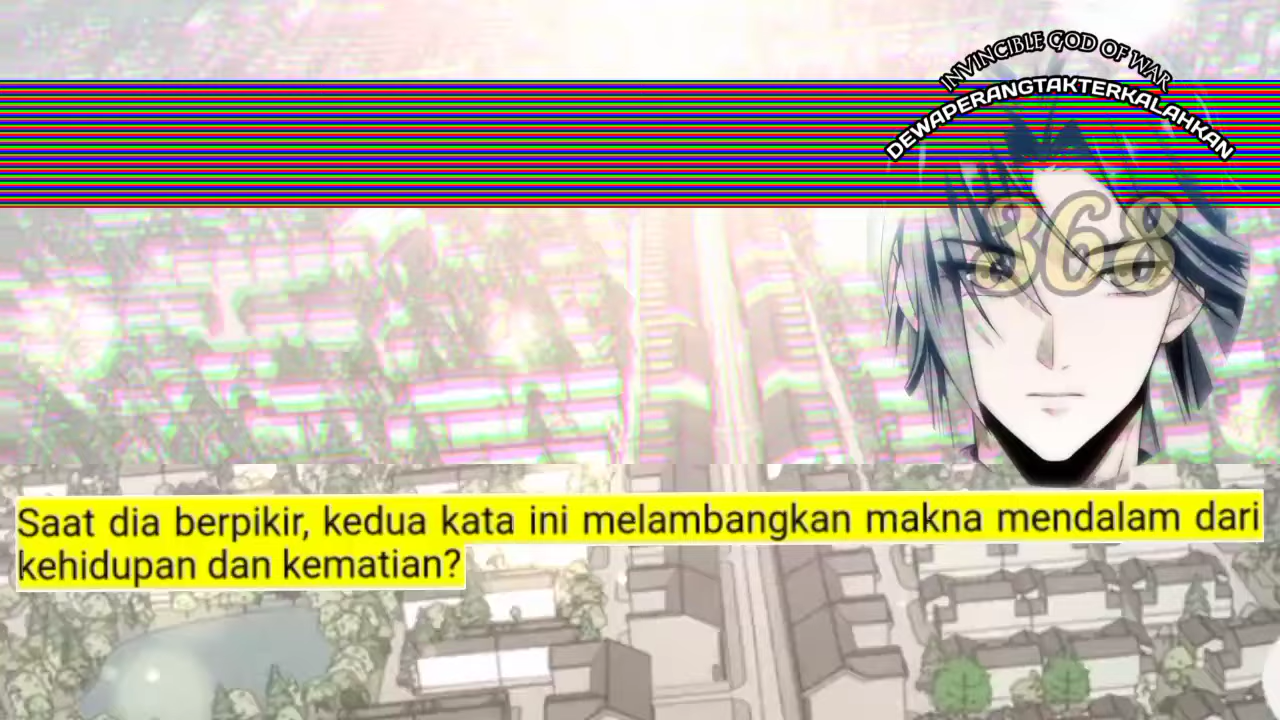 INVINCIBLE GOD OF WAR
DEWAPERANGTAKTERKALAHKAN
368
Saat dia berpikir, kedua kata ini melambangkan makna mendalam dari
kehidupan dan kematian?